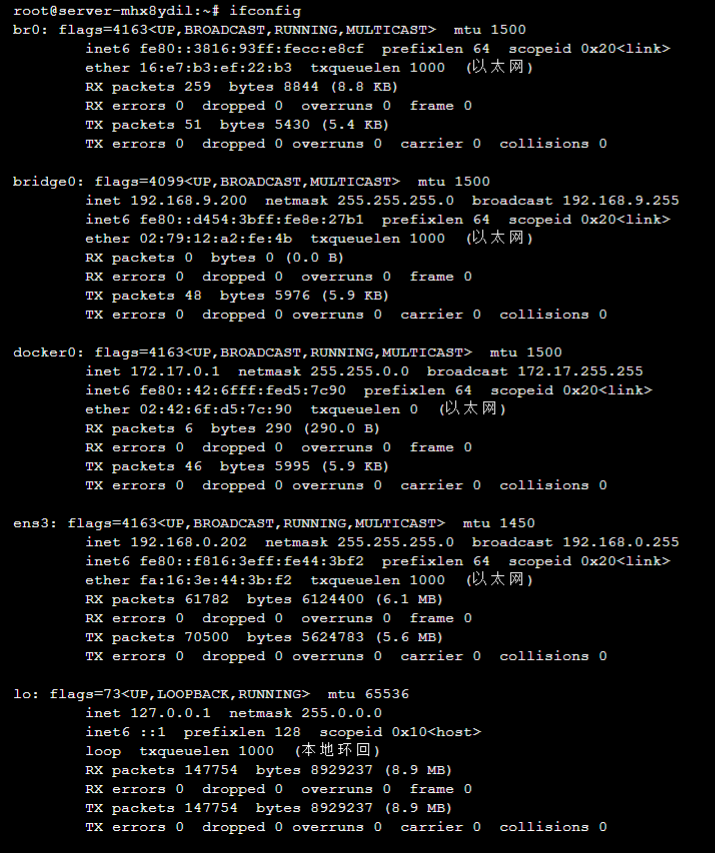 root@server-mhx8ydil:~# ifconfig
br0: flags=4163<UP,BROADCAST,RUNNING,MULTICAST>  mtu 1500
        inet6 fe80::3816:93ff:fecc:e8cf  prefixlen 64  scopeid 0x20<link>
        ether 16:e7:b3:ef:22:b3  txqueuelen 1000  (以太网)
        RX packets 259  bytes 8844 (8.8 KB)
        RX errors 0  dropped 0  overruns 0  frame 0
        TX packets 51  bytes 5430 (5.4 KB)
        TX errors 0  dropped 0 overruns 0  carrier 0  collisions 0

bridge0: flags=4099<UP,BROADCAST,MULTICAST>  mtu 1500
        inet 192.168.9.200  netmask 255.255.255.0  broadcast 192.168.9.255
        inet6 fe80::d454:3bff:fe8e:27b1  prefixlen 64  scopeid 0x20<link>
        ether 02:79:12:a2:fe:4b  txqueuelen 1000  (以太网)
        RX packets 0  bytes 0 (0.0 B)
        RX errors 0  dropped 0  overruns 0  frame 0
        TX packets 48  bytes 5976 (5.9 KB)
        TX errors 0  dropped 0 overruns 0  carrier 0  collisions 0

docker0: flags=4163<UP,BROADCAST,RUNNING,MULTICAST>  mtu 1500
        inet 172.17.0.1  netmask 255.255.0.0  broadcast 172.17.255.255
        inet6 fe80::42:6fff:fed5:7c90  prefixlen 64  scopeid 0x20<link>
        ether 02:42:6f:d5:7c:90  txqueuelen 0  (以太网)
        RX packets 6  bytes 290 (290.0 B)
        RX errors 0  dropped 0  overruns 0  frame 0
        TX packets 46  bytes 5995 (5.9 KB)
        TX errors 0  dropped 0 overruns 0  carrier 0  collisions 0

ens3: flags=4163<UP,BROADCAST,RUNNING,MULTICAST>  mtu 1450
        inet 192.168.0.202  netmask 255.255.255.0  broadcast 192.168.0.255
        inet6 fe80::f816:3eff:fe44:3bf2  prefixlen 64  scopeid 0x20<link>
        ether fa:16:3e:44:3b:f2  txqueuelen 1000  (以太网)
        RX packets 61782  bytes 6124400 (6.1 MB)
        RX errors 0  dropped 0  overruns 0  frame 0
        TX packets 70500  bytes 5624783 (5.6 MB)
        TX errors 0  dropped 0 overruns 0  carrier 0  collisions 0

lo: flags=73<UP,LOOPBACK,RUNNING>  mtu 65536
        inet 127.0.0.1  netmask 255.0.0.0
        inet6 ::1  prefixlen 128  scopeid 0x10<host>
        loop  txqueuelen 1000  (本地环回)
        RX packets 147754  bytes 8929237 (8.9 MB)
        RX errors 0  dropped 0  overruns 0  frame 0
        TX packets 147754  bytes 8929237 (8.9 MB)
        TX errors 0  dropped 0 overruns 0  carrier 0  collisions 0